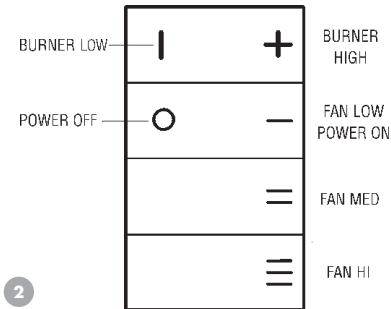 BURNER LOW
BURNER
HIGH
POWER OFF
FAN LOW
POWER ON
FAN MED
FAN HI
2